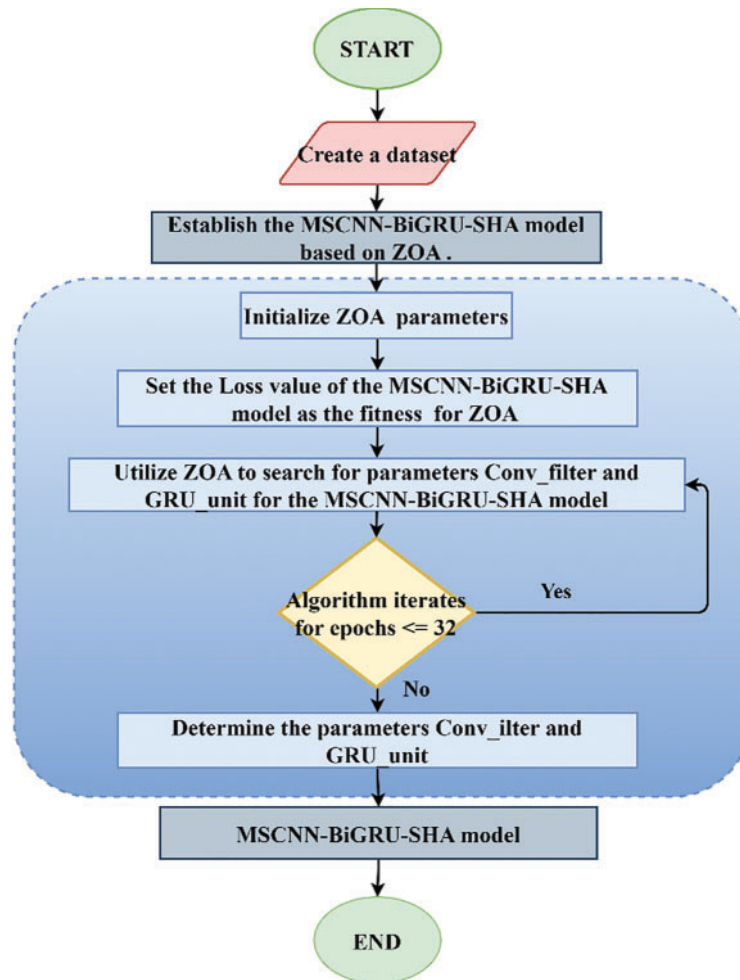 START
Create a dataset
Establish the MSCNN-BiGRU-SHA model
based on ZOA .
Initialize ZOA parameters
Set the Loss value of the MSCNN-BiGRU-SHA
model as the fitness for ZOA
Utilize ZOA to search for parameters Conv_filter and
GRU_unit for the MSCNN-BiGRU-SHA model
Algorithm iterates
for epochs <= 32
Yes
No
Determine the parameters Conv_ilter and
GRU_unit
MSCNN-BiGRU-SHA model
END